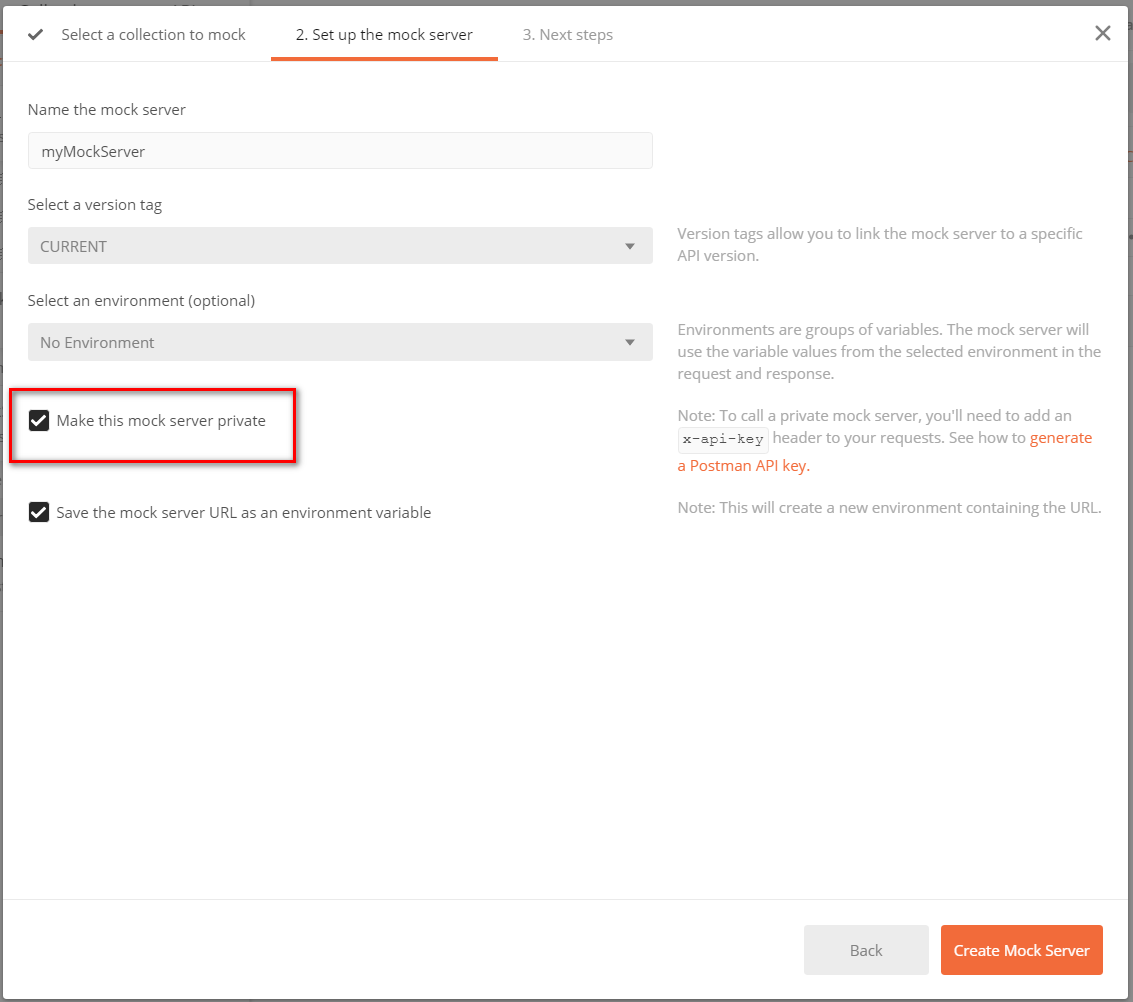 Select a collection to mock
2. Set up the mock server
3. Next steps
Name the mock server
myMockServer
Select a version tag
CURRENT
Version tags allow you to link the mock server to a specific
API version.
Select an environment (optional)
No Environment
Environments are groups of variables. The mock server will
use the variable values from the selected environment in the
request and response.
Make this mock server private
Note: To call a private mock server, you'll need to add an
x-api-key header to your requests. See how to generate
a Postman API key.
Save the mock server URL as an environment variable
Note: This will create a new environment containing the URL.
Back
Create Mock Server